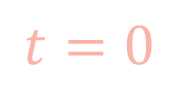 t = 0